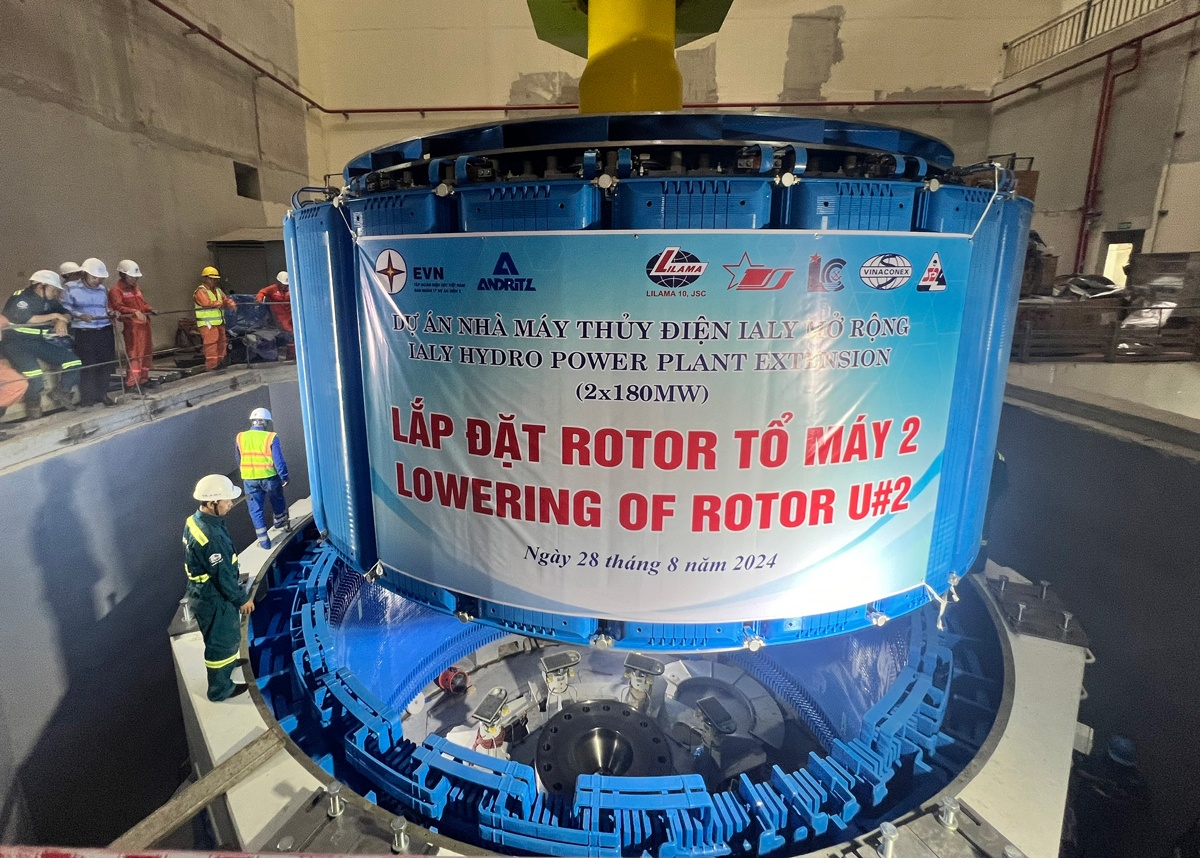 EVN
ANDRITZ
LILAMA
LILAMA 10, JSC
VINACONEX
DỰ ÁN NHÀ MÁY THỦY ĐIỆN IALY MỞ RỘNG
IALY HYDRO POWER PLANT EXTENSION
(2x180MW)
LẮP ĐẶT ROTOR TỔ MÁY 2
LOWERING OF ROTOR U#2
Ngày 28 tháng 8 năm 2024